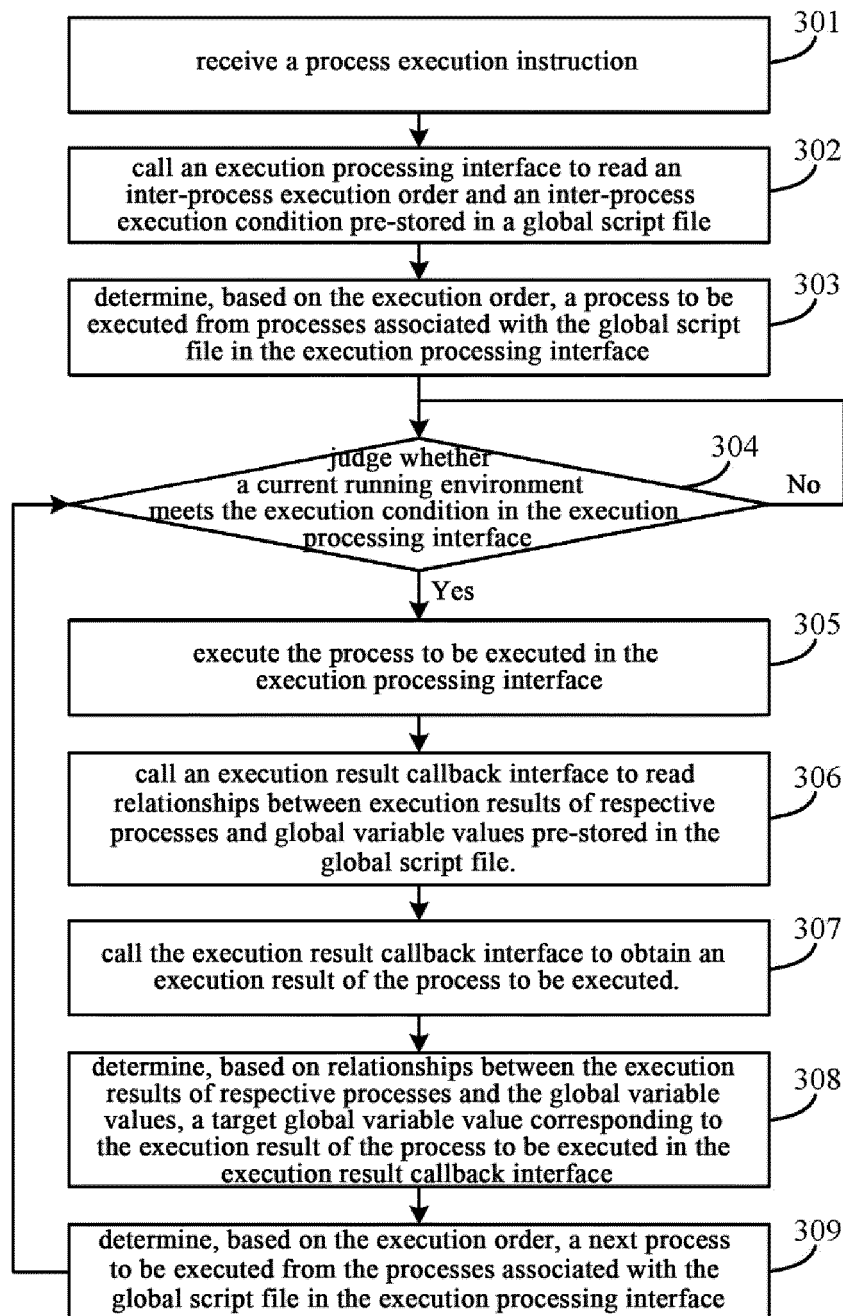 301
receive a process execution instruction
302
call an execution processing interface to read an
inter-process execution order and an inter-process
execution condition pre-stored in a global script file
303
determine, based on the execution order, a process to be
executed from processes associated with the global script
file in the execution processing interface
304
judge whether
a current running environment
meets the execution condition in the execution
processing interface
No
Yes
305
execute the process to be executed in the
execution processing interface
306
call an execution result callback interface to read
relationships between execution results of respective
processes and global variable values pre-stored in the
global script file.
307
call the execution result callback interface to obtain an
execution result of the process to be executed.
308
determine, based on relationships between the execution
results of respective processes and the global variable
values, a target global variable value corresponding to
the execution result of the process to be executed in the
execution result callback interface
309
determine, based on the execution order, a next process
to be executed from the processes associated with the
global script file in the execution processing interface